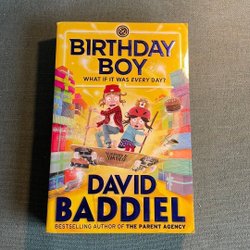 BIRTHDAY
BOY
WHAT IF IT WAS EVERY DAY?
DAVID
BADDIEL
BESTSELLING AUTHOR OF THE PARENT AGENCY